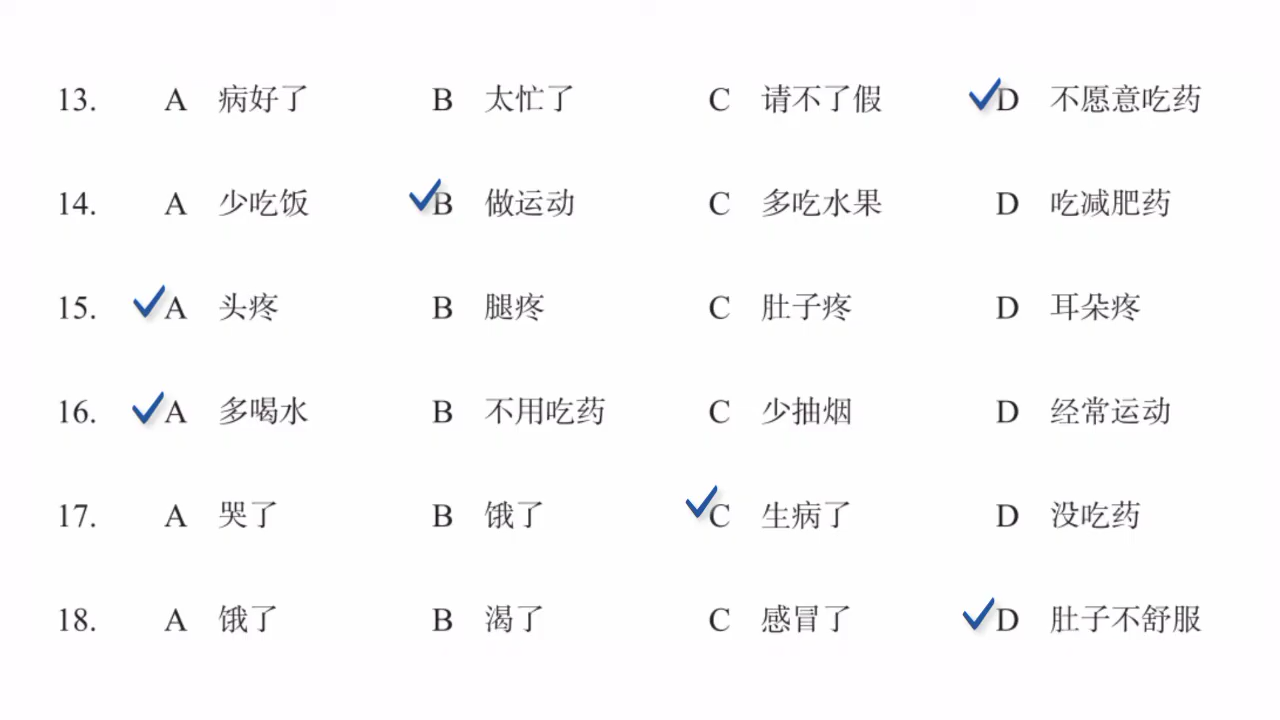 13. A 病好了 B 太忙了 C 请不了假 D 不愿意吃药
14. A 少吃饭 B 做运动 C 多吃水果 D 吃减肥药
15. A 头疼 B 腿疼 C 肚子疼 D 耳朵疼
16. A 多喝水 B 不用吃药 C 少抽烟 D 经常运动
17. A 哭了 B 饿了 C 生病了 D 没吃药
18. A 饿了 B 渴了 C 感冒了 D 肚子不舒服